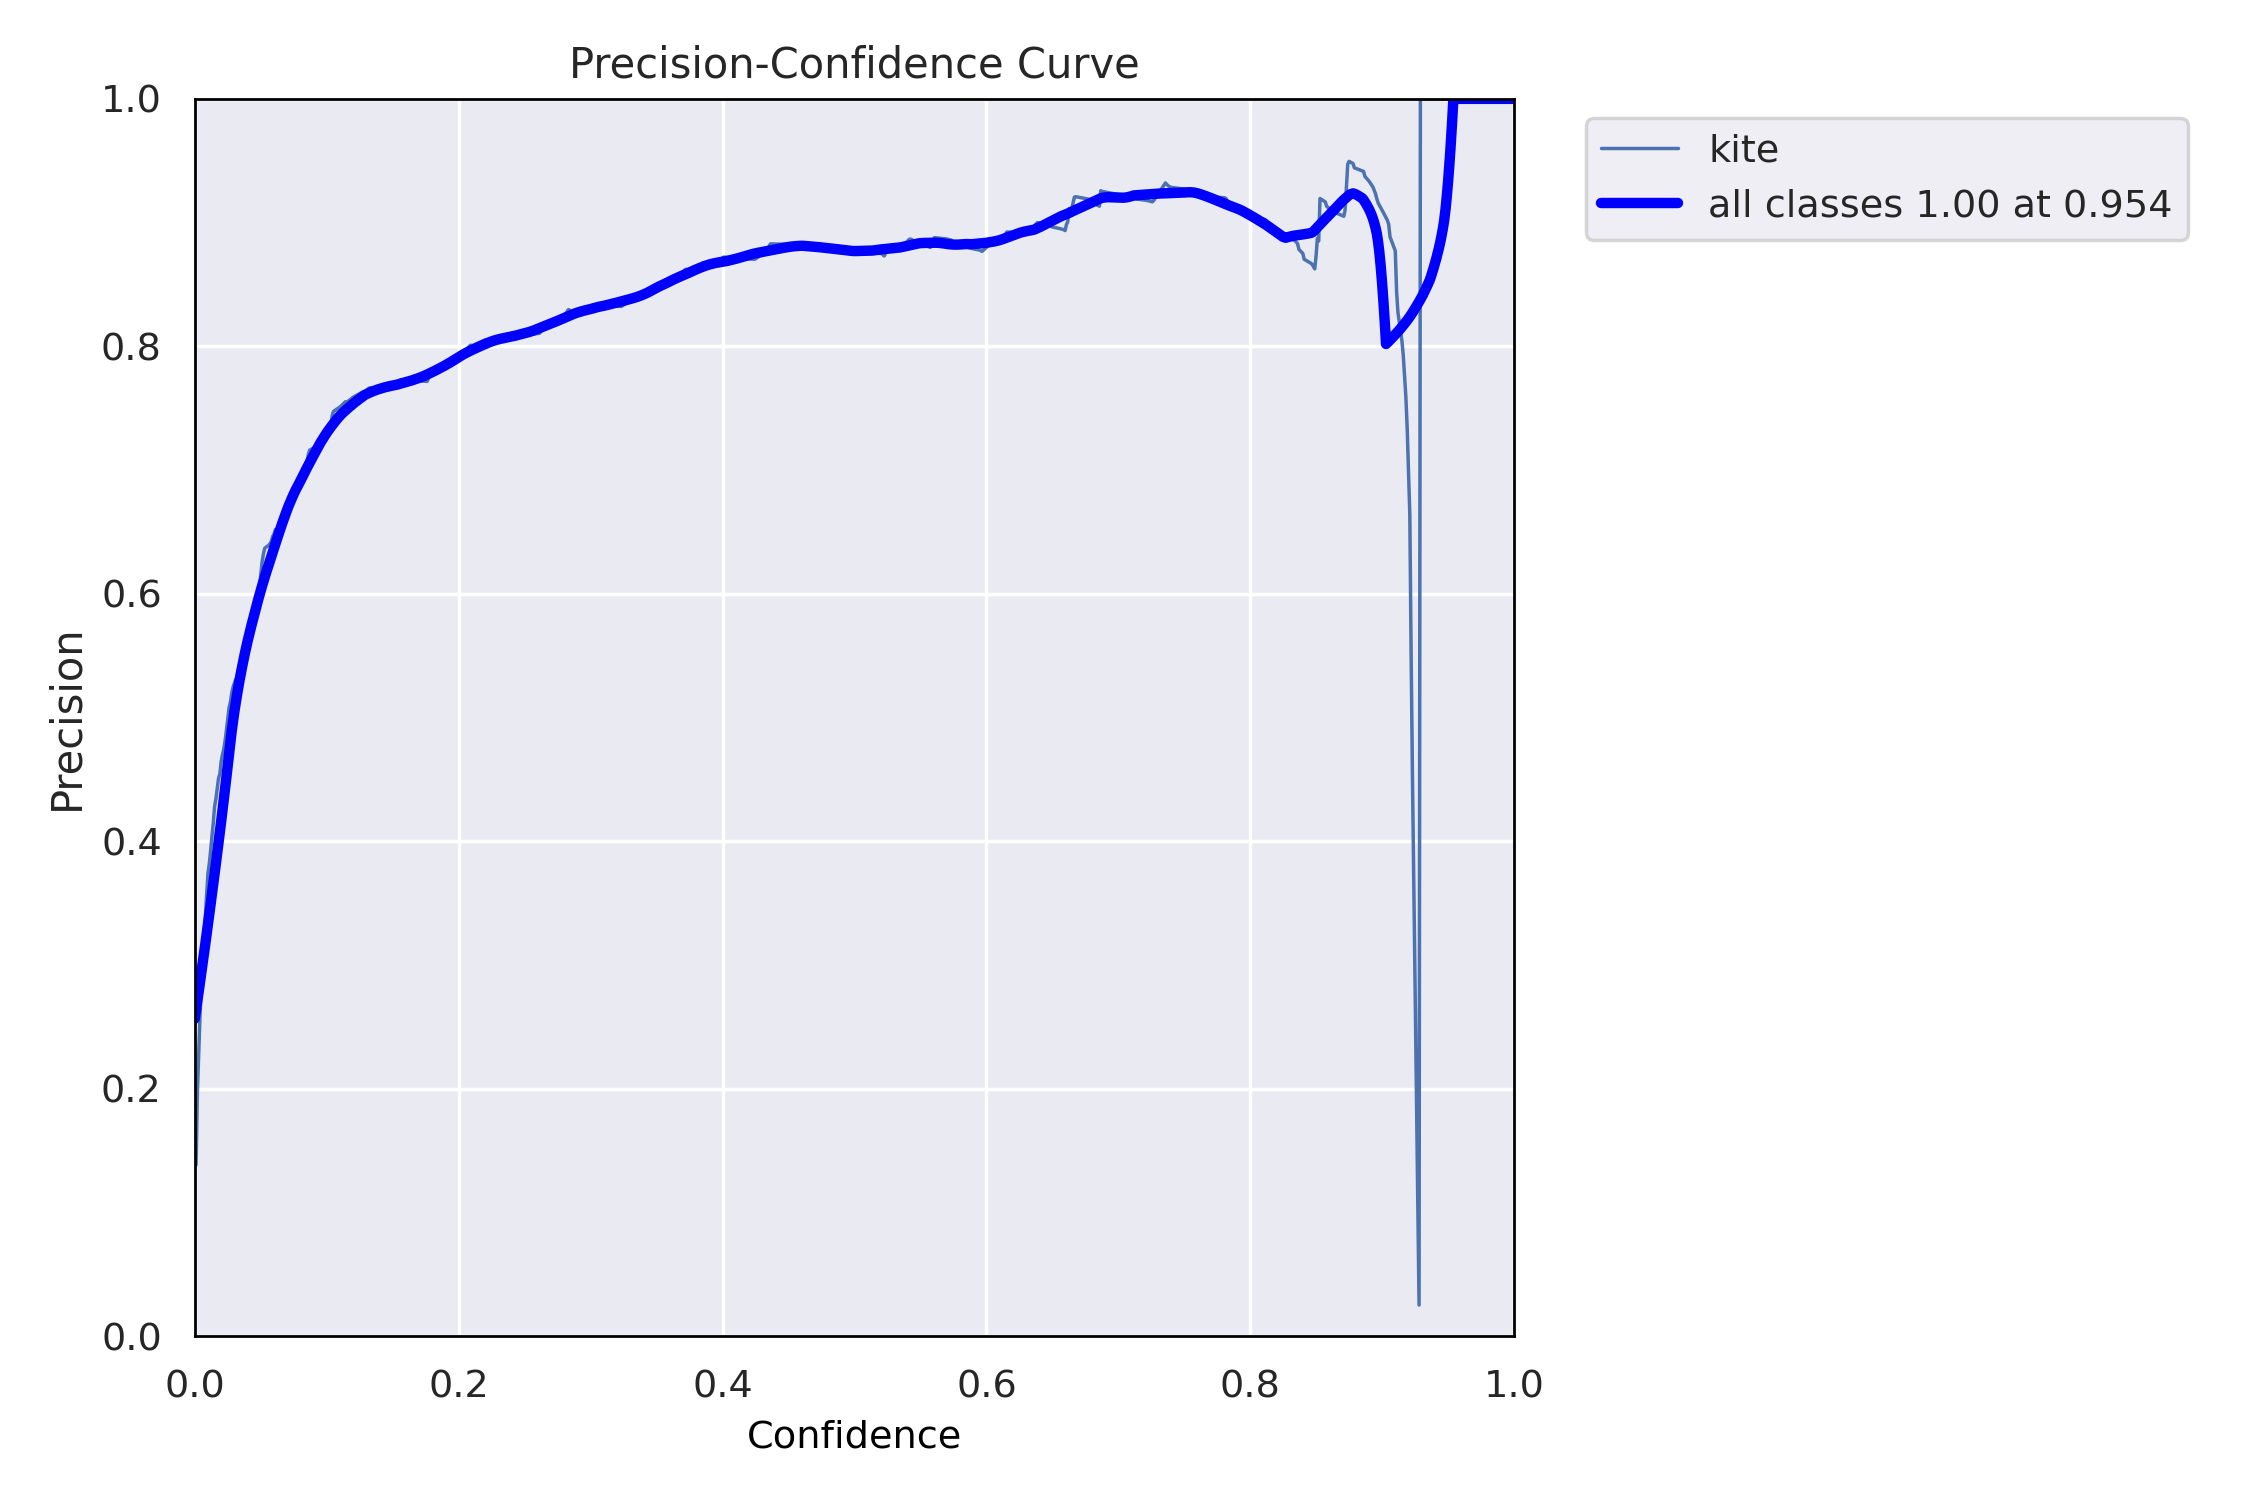 Precision-Confidence Curve
1.0
0.8
0.6
0.4
0.2
0.0
Precision
0.0 0.2 0.4 0.6 0.8 1.0
Confidence
kite
all classes 1.00 at 0.954